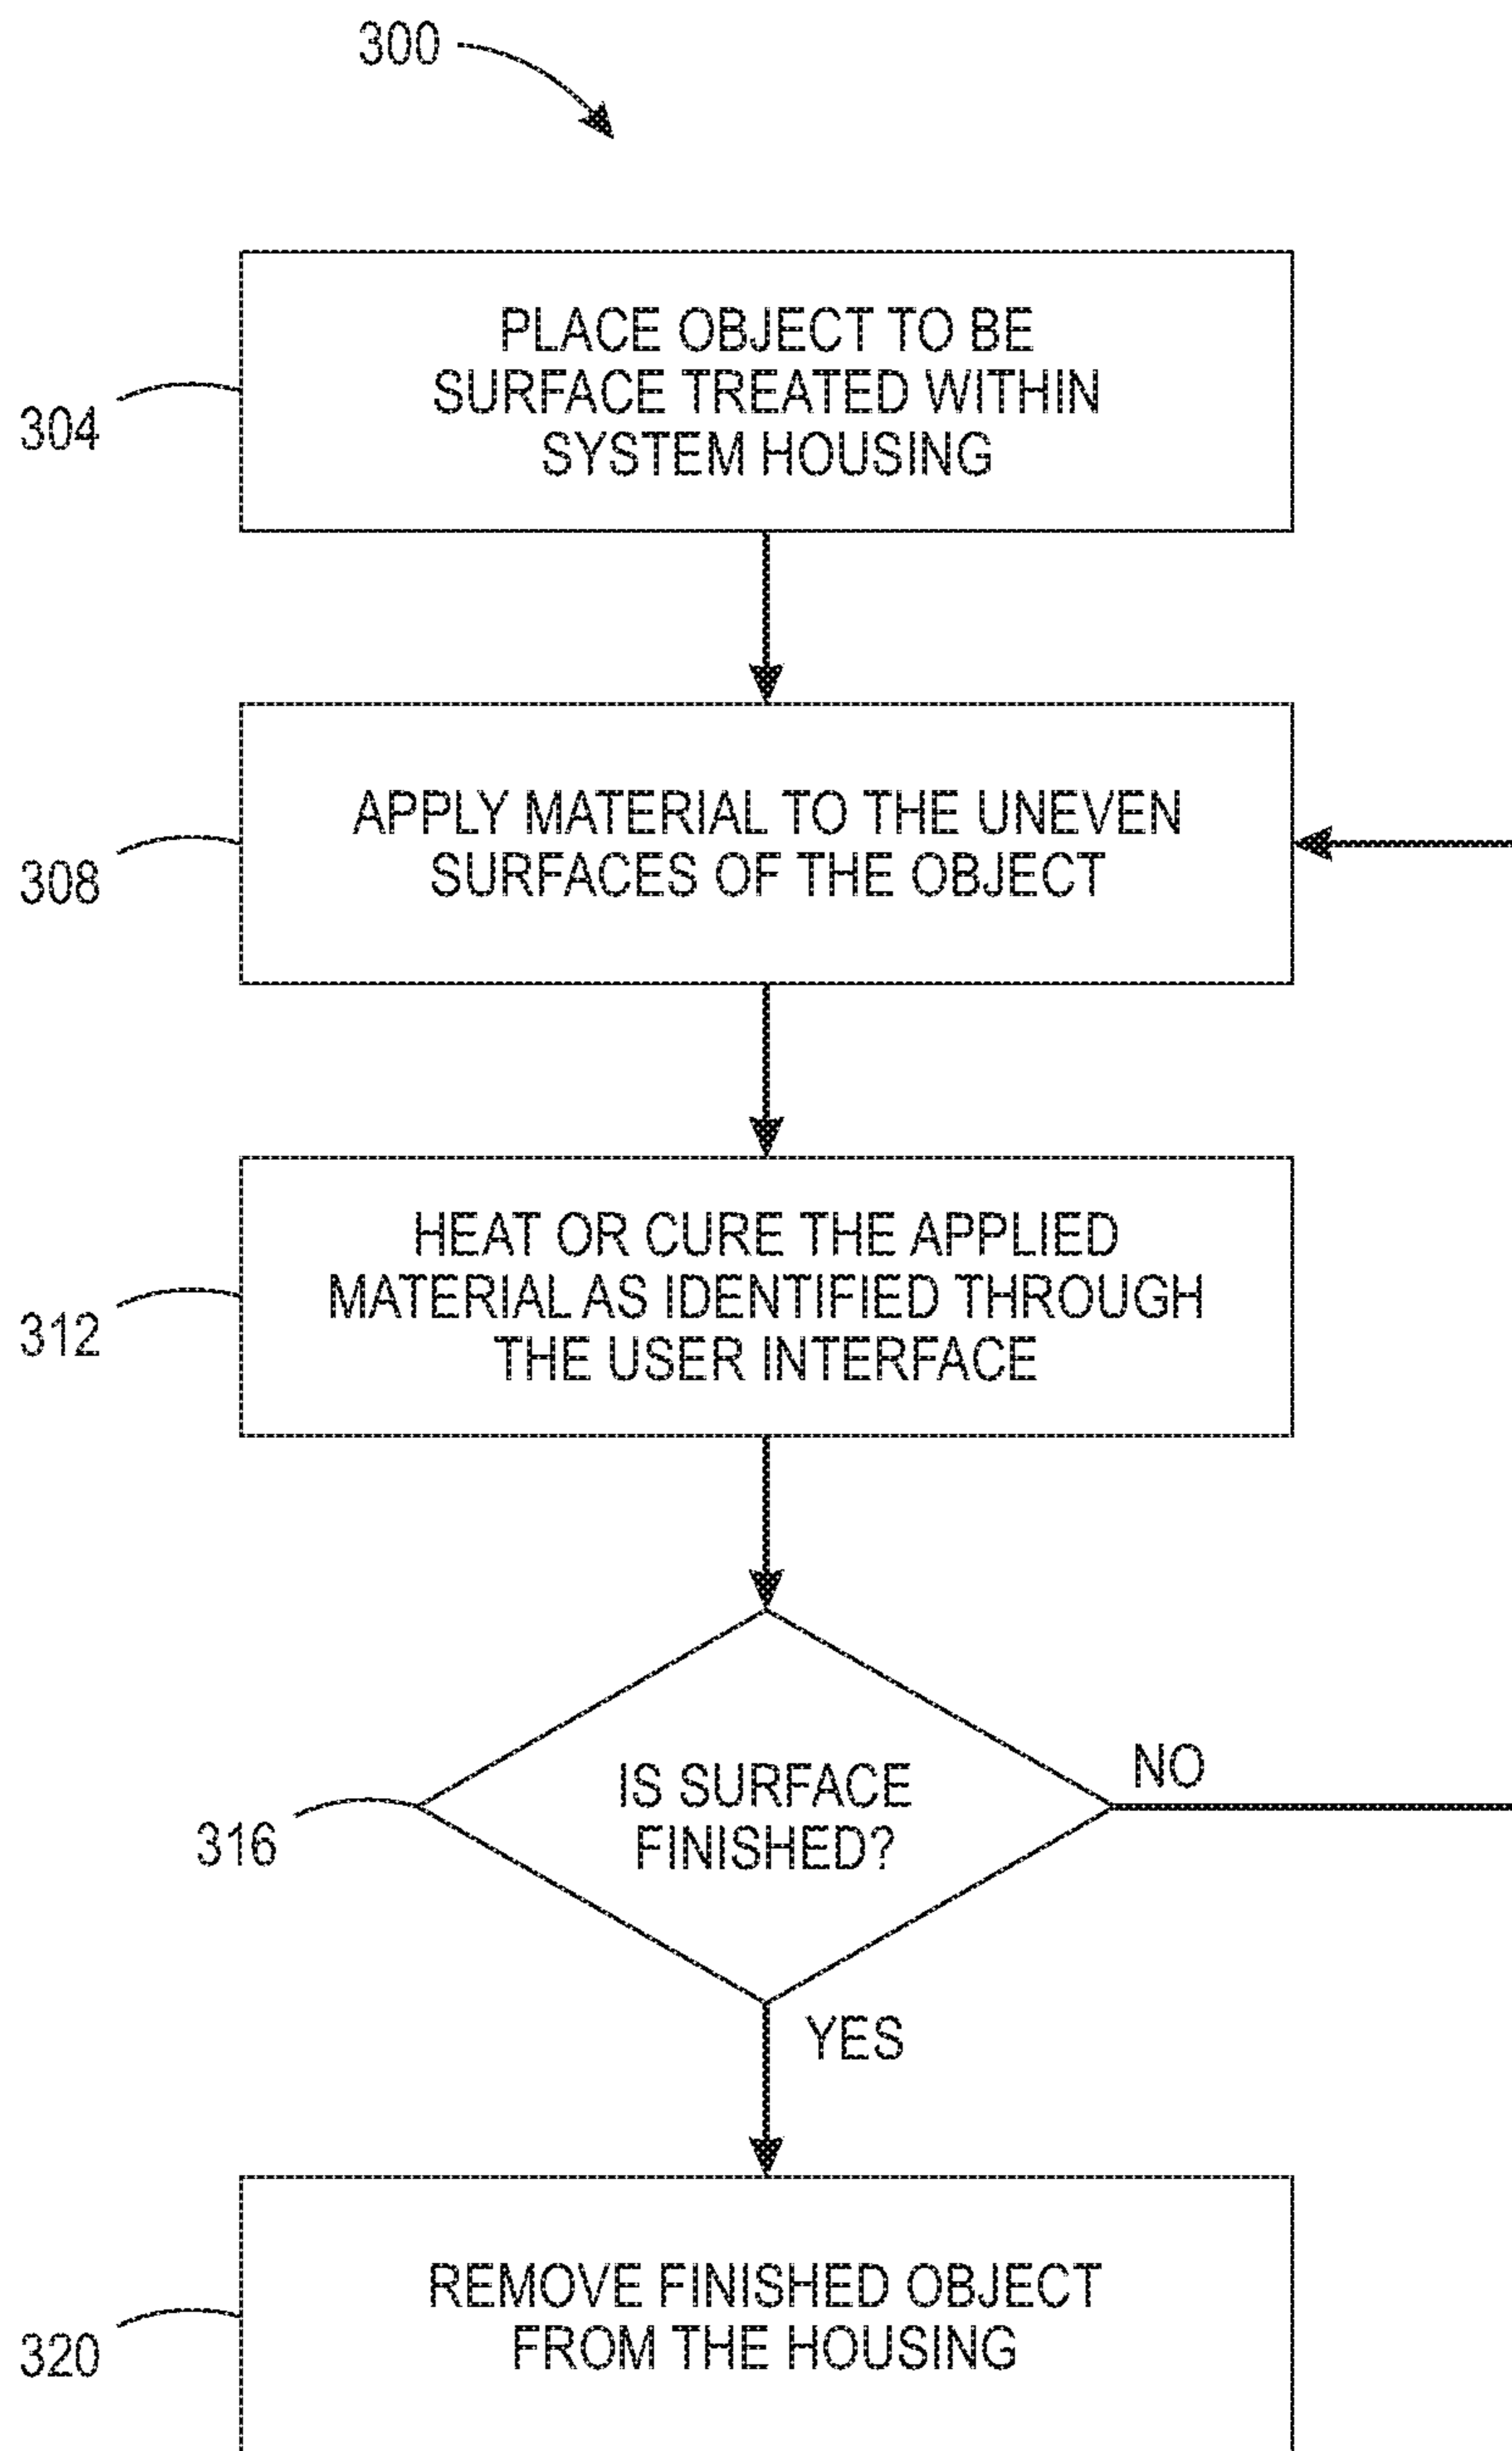 300
PLACE OBJECT TO BE
SURFACE TREATED WITHIN
SYSTEM HOUSING
304
APPLY MATERIAL TO THE UNEVEN
SURFACES OF THE OBJECT
308
HEAT OR CURE THE APPLIED
MATERIAL AS IDENTIFIED THROUGH
THE USER INTERFACE
312
IS SURFACE
FINISHED?
NO
316
YES
REMOVE FINISHED OBJECT
FROM THE HOUSING
320